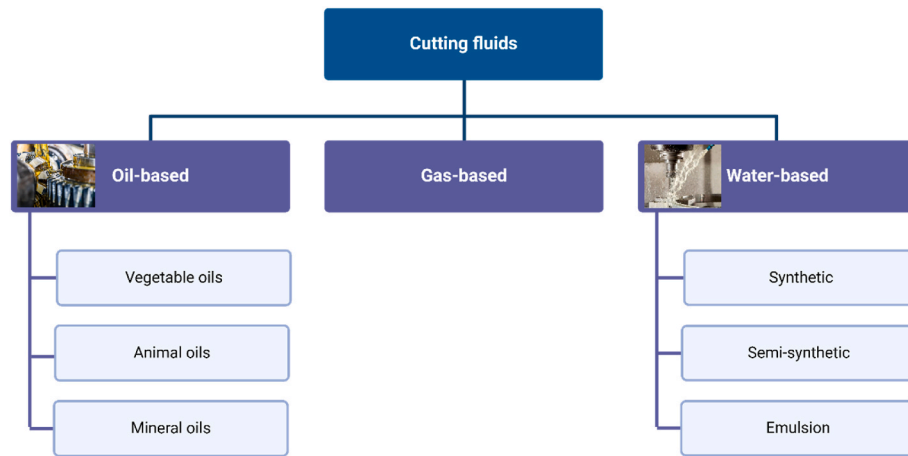 Cutting fluids
Oil-based
Gas-based
Water-based
Vegetable oils
Synthetic
Animal oils
Semi-synthetic
Mineral oils
Emulsion